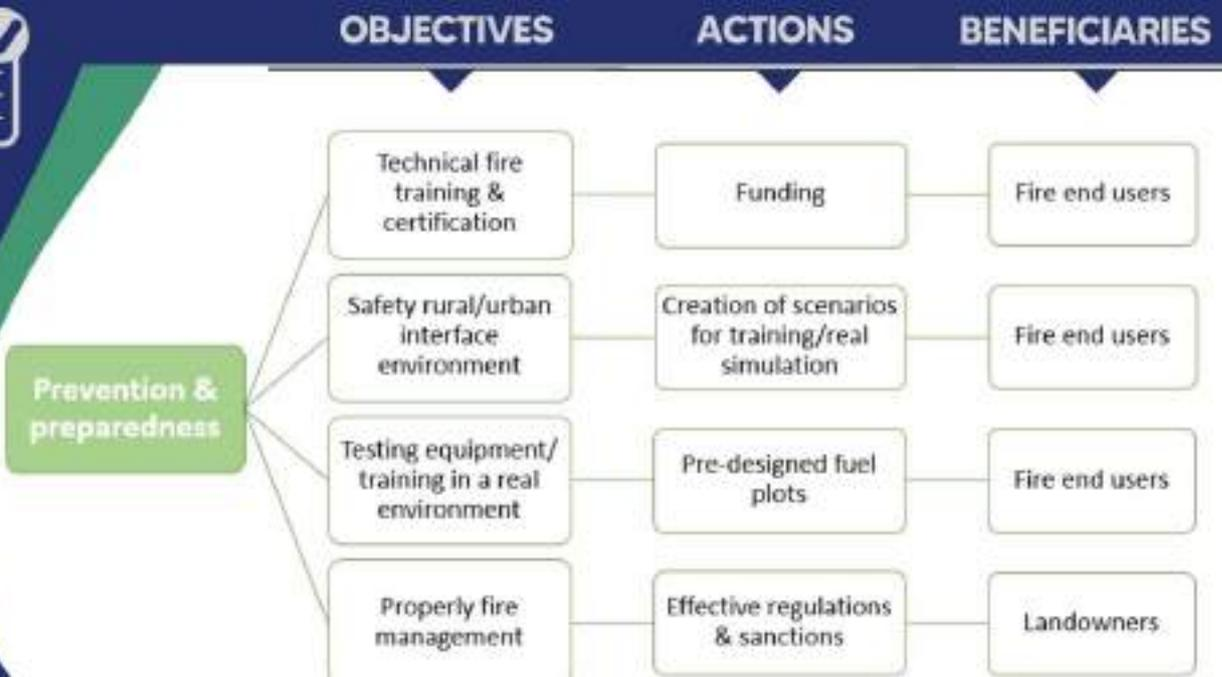 OBJECTIVES
ACTIONS
BENEFICIARIES
Prevention &
preparedness
Technical fire
training &
certification
Funding
Fire end users
Safety rural/urban
interface
environment
Creation of scenarios
for training/real
simulation
Fire end users
Testing equipment/
training in a real
environment
Pre-designed fuel
plots
Fire end users
Properly fire
management
Effective regulations
& sanctions
Landowners